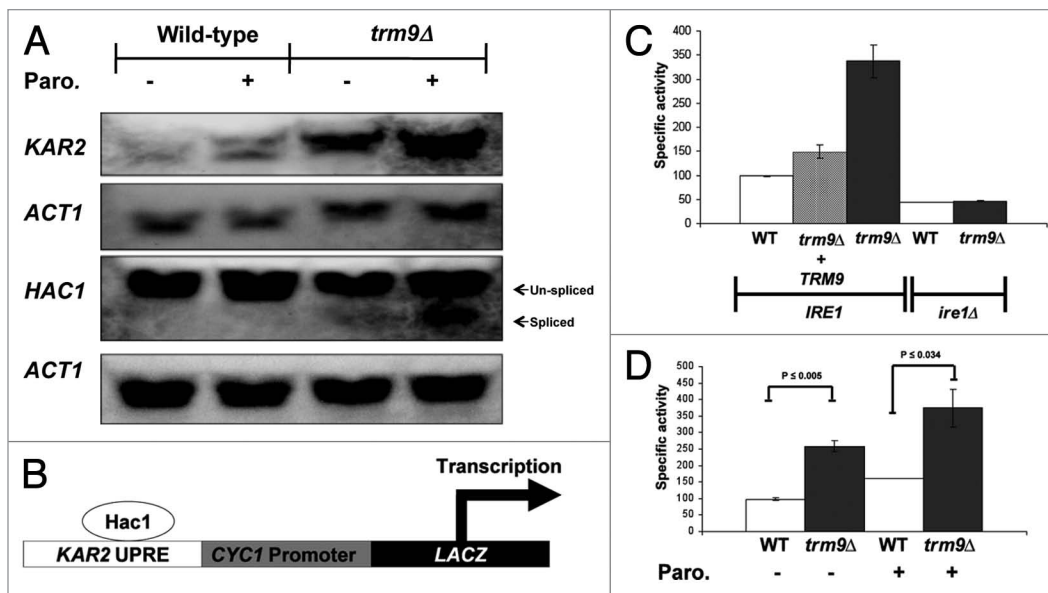 A
Wild-type trm9Δ
Paro. - + - +
KAR2
ACT1
HAC1
Un-spliced
Spliced
ACT1
B
Transcription
Hac1
KAR2 UPRE CYC1 Promoter LACZ
C
Specific activity
400
350
300
250
200
150
100
50
0
WT trm9Δ + TRM9 trm9Δ WT trm9Δ
IRE1 ire1Δ
D
Specific activity
500
450
400
350
300
250
200
150
100
50
0
P ≤ 0.005
P ≤ 0.034
WT trm9Δ WT trm9Δ
Paro. - - + +